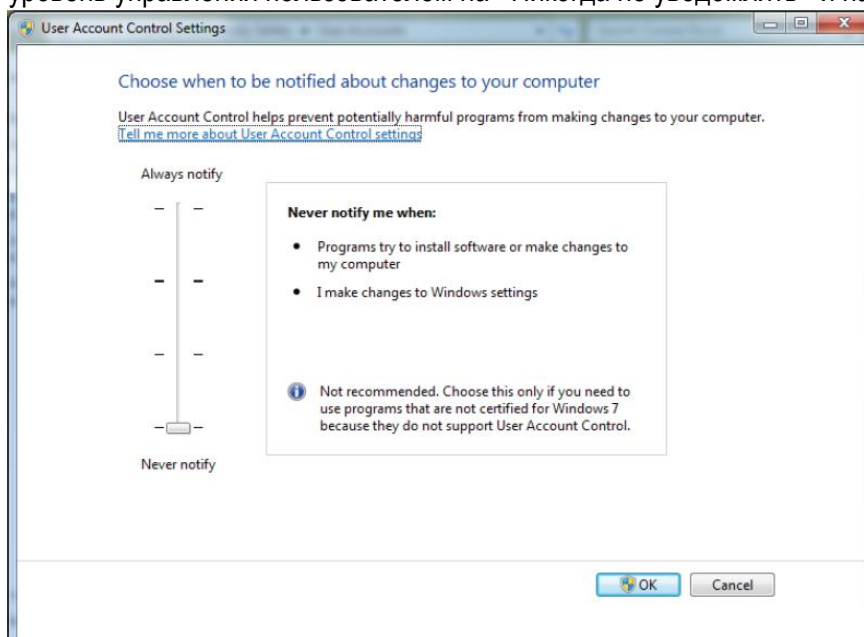 User Account Control Settings
Choose when to be notified about changes to your computer
User Account Control helps prevent potentially harmful programs from making changes to your computer.
Tell me more about User Account Control settings
Always notify
Never notify me when:
• Programs try to install software or make changes to
my computer
• I make changes to Windows settings
Not recommended. Choose this only if you need to
use programs that are not certified for Windows 7
because they do not support User Account Control.
Never notify
OK Cancel